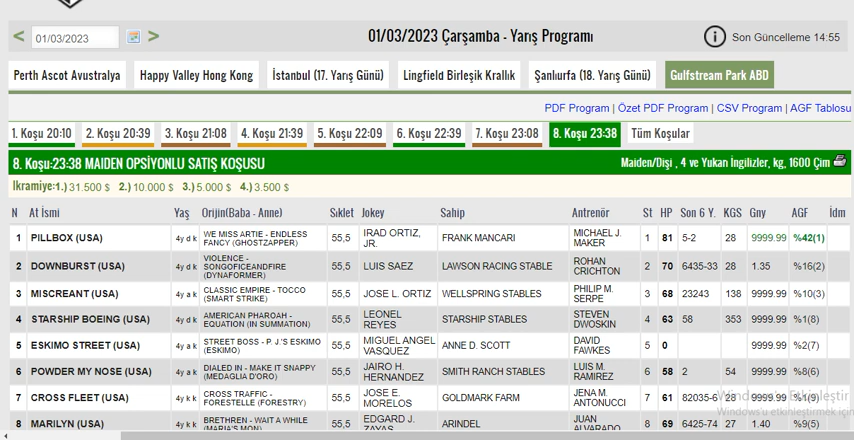 01/03/2023
01/03/2023 Çarşamba - Yarış Programı
Son Güncelleme 14:55
Perth Ascot Avustralya Happy Valley Hong Kong İstanbul (17. Yarış Günü) Lingfield Birleşik Krallık Şanlıurfa (18. Yarış Günü) Gulfstream Park ABD
PDF Program | Özet PDF Program | CSV Program | AGF Tablosu
1. Koşu 20:10 2. Koşu 20:39 3. Koşu 21:08 4. Koşu 21:39 5. Koşu 22:09 6. Koşu 22:39 7. Koşu 23:08 8. Koşu 23:38 Tüm Koşular
8. Koşu:23:38 MAIDEN OPSİYONLU SATIŞ KOŞUSU Maiden/Dişi , 4 ve Yukarı İngilizler, kg, 1600 Çim
İkramiye:1.) 31.500 $ 2.) 10.000 $ 3.) 5.000 $ 4.) 3.500 $
N At İsmi Yaş Orijin(Baba - Anne) Sıklet Jokey Sahip Antrenör St HP Son 6 Y. KGS Gny AGF İdm
1 PILLBOX (USA) 4y d k WE MISS ARTIE - ENDLESS FANCY (GHOSTZAPPER) 55,5 IRAD ORTIZ, JR. FRANK MANCARI MICHAEL J. MAKER 1 81 5-2 28 9999.99 %42(1)
2 DOWNBURST (USA) 4y d k VIOLENCE - SONGOFICEANDFIRE (DYNAFORMER) 55,5 LUIS SAEZ LAWSON RACING STABLE ROHAN CRICHTON 2 70 6435-33 28 1.35 %16(2)
3 MISCREANT (USA) 4y a k CLASSIC EMPIRE - TOCCO (SMART STRIKE) 55,5 JOSE L. ORTIZ WELLSPRING STABLES PHILIP M. SERPE 3 68 23243 138 9999.99 %10(3)
4 STARSHIP BOEING (USA) 4y d k AMERICAN PHAROAH - EQUATION (IN SUMMATION) 55,5 LEONEL REYES STARSHIP STABLES STEVEN DWOSKIN 4 63 58 353 9999.99 %1(8)
5 ESKIMO STREET (USA) 4y a k STREET BOSS - P. J.'S ESKIMO (ESKIMO) 55,5 MIGUEL ANGEL VASQUEZ ANNE D. SCOTT DAVID FAWKES 5 0 9999.99 %2(7)
6 POWDER MY NOSE (USA) 4y a k DIALED IN - MAKE IT SNAPPY (MEDAGLIA D'ORO) 55,5 JAIRO H. HERNANDEZ SMITH RANCH STABLES LUIS M. RAMIREZ 6 58 2 54 9999.99 %8(6)
7 CROSS FLEET (USA) 4y k k CROSS TRAFFIC - FORESTELLE (FORESTRY) 55,5 JOSE E. MORELOS GOLDMARK FARM JENA M. ANTONUCCI 7 61 82035-6 28 9999.99 %1(9)
8 MARILYN (USA) 4y k k BRETHREN - WAIT A WHILE (MARIA'S MON) 55,5 EDGARD J. ZAYAS ARINDEL JUAN ALVARADO 8 69 6425-74 27 1.40 %9(5)
Windows'u Etkinleştir
Windows'u etkinleştirmek için